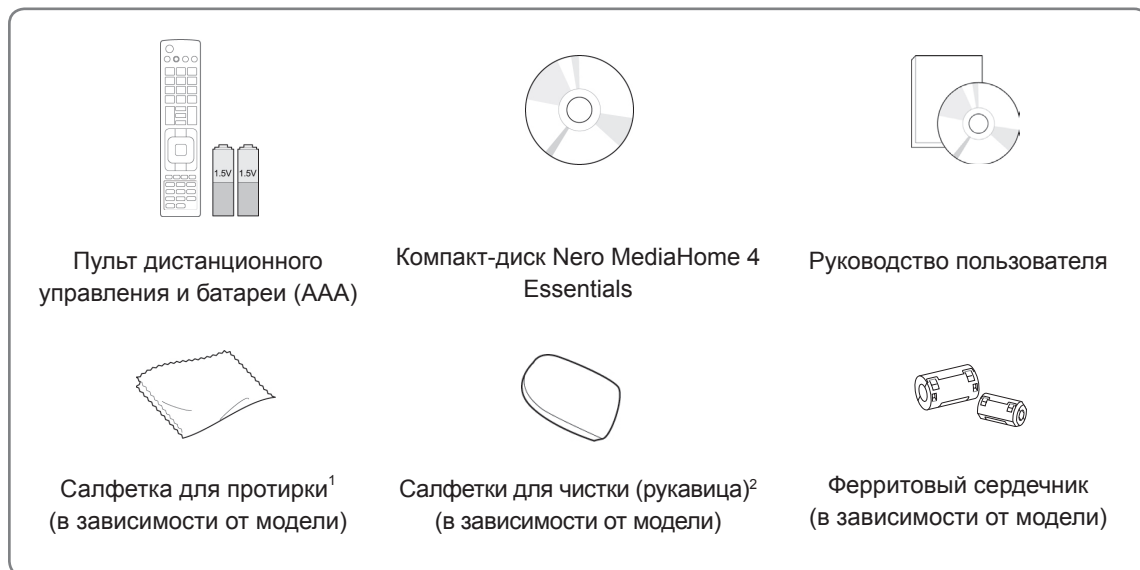 1.5V 1.5V
Пульт дистанционного
управления и батареи (AAA)
Компакт-диск Nero MediaHome 4
Essentials
Руководство пользователя
Салфетка для протирки¹
(в зависимости от модели)
Салфетки для чистки (рукавица)²
(в зависимости от модели)
Ферритовый сердечник
(в зависимости от модели)